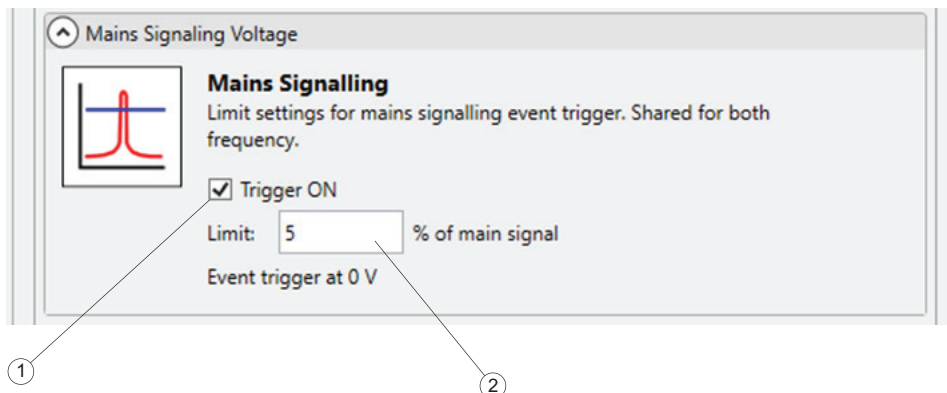 Mains Signaling Voltage
Mains Signalling
Limit settings for mains signalling event trigger. Shared for both
frequency.
Trigger ON
Limit: 5 % of main signal
Event trigger at 0 V
1
2